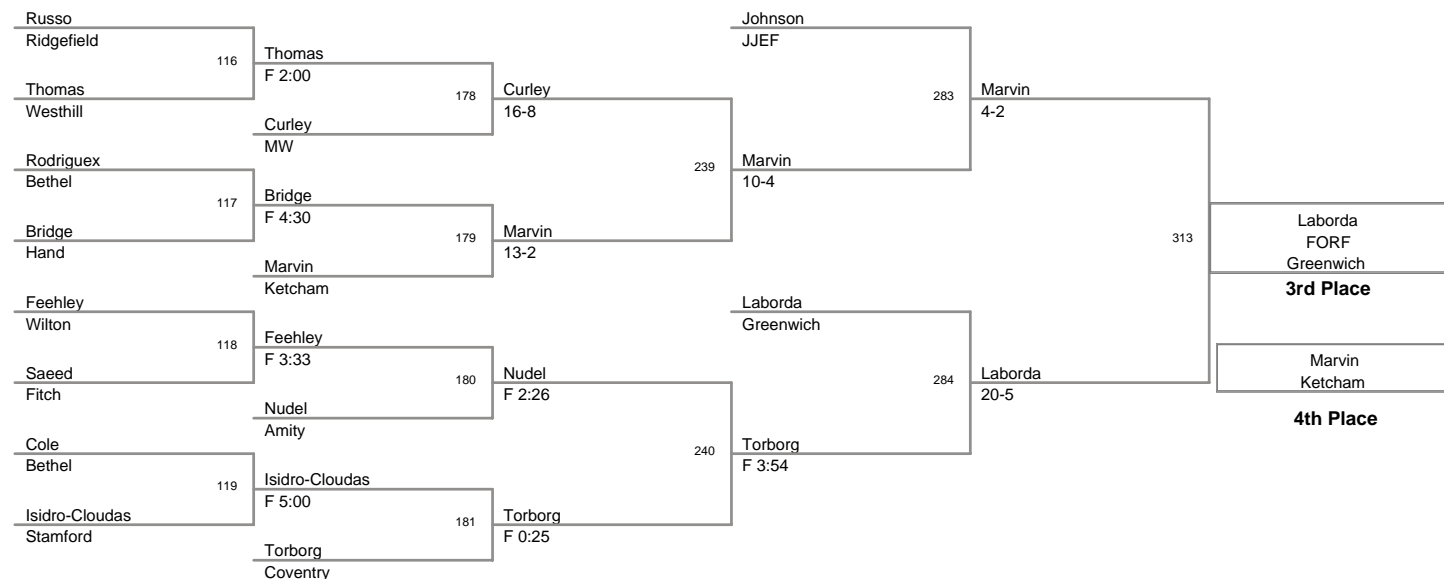 Russo
Ridgefield
116
Thomas
Westhill
Thomas
F 2:00
178
Curley
MW
Curley
16-8
Rodriguex
Bethel
117
Bridge
Hand
Bridge
F 4:30
179
Marvin
Ketcham
Marvin
13-2
239
Feehley
Wilton
118
Saeed
Fitch
Feehley
F 3:33
180
Nudel
Amity
Nudel
F 2:26
Cole
Bethel
119
Isidro-Cloudas
Stamford
Isidro-Cloudas
F 5:00
181
Torborg
Coventry
Torborg
F 0:25
240
Johnson
JJEF
283
Marvin
10-4
Marvin
4-2
Laborda
Greenwich
284
Torborg
F 3:54
Laborda
20-5
313
Laborda
FORF
Greenwich
3rd Place
Marvin
Ketcham
4th Place